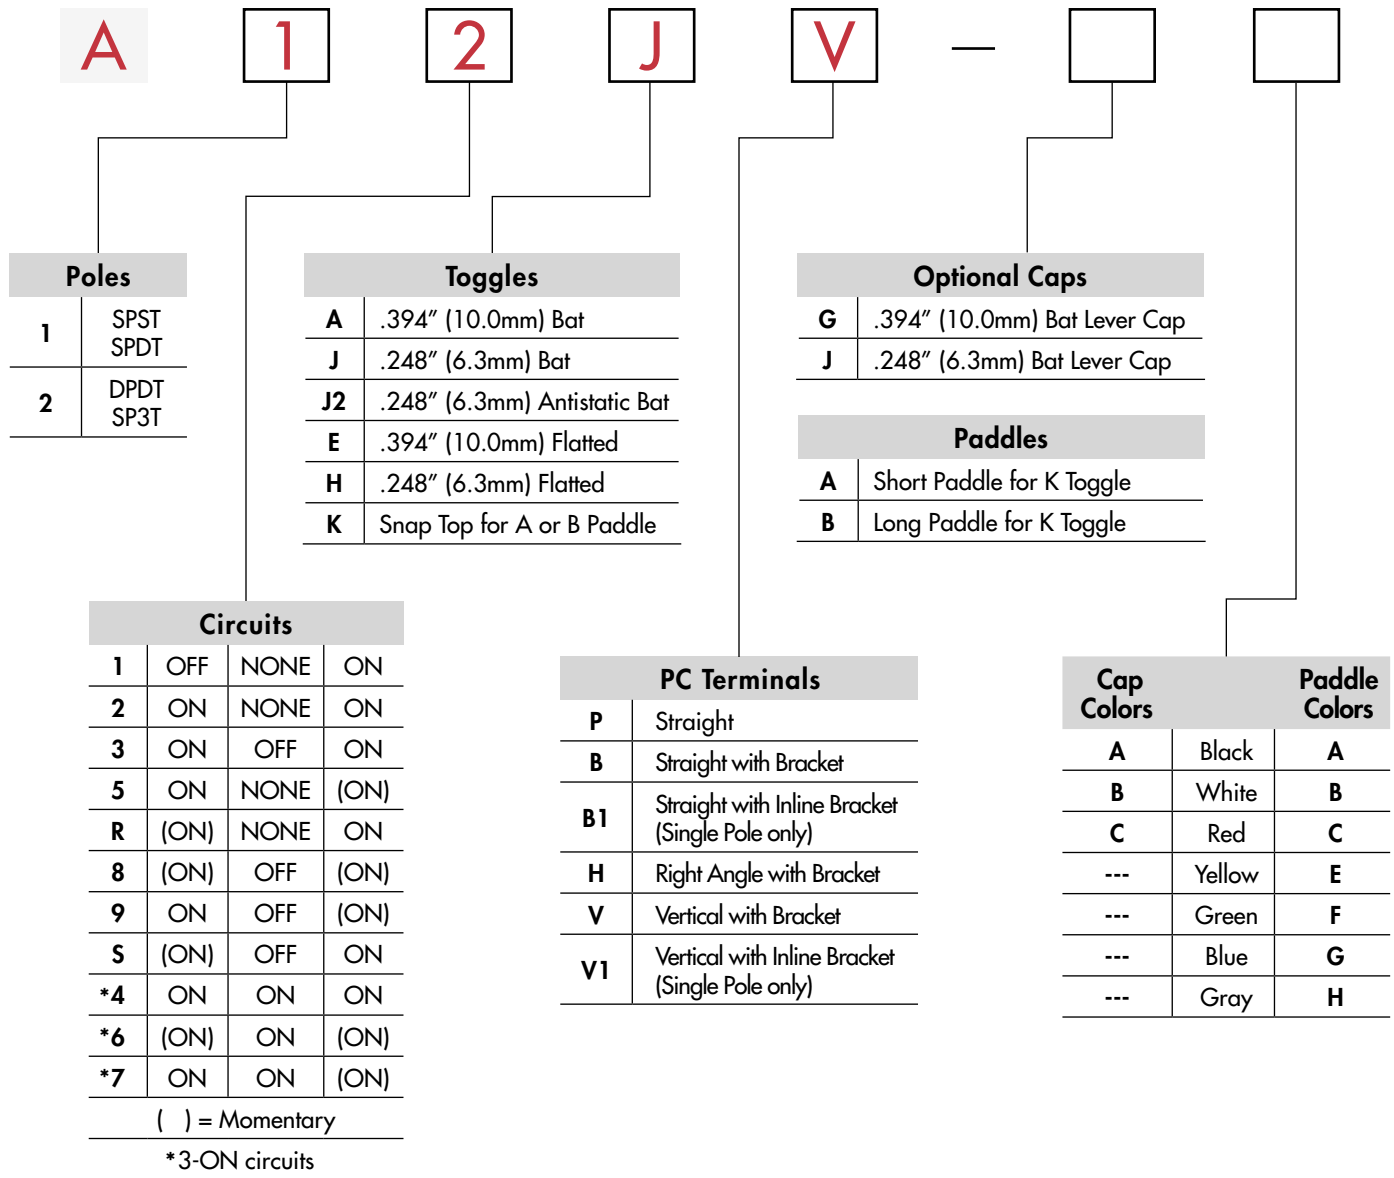 A 1 2 J V —
Poles
1 SPST
SPDT
2 DPDT
SP3T
Toggles
A .394” (10.0mm) Bat
J .248” (6.3mm) Bat
J2 .248” (6.3mm) Antistatic Bat
E .394” (10.0mm) Flatted
H .248” (6.3mm) Flatted
K Snap Top for A or B Paddle
Optional Caps
G .394” (10.0mm) Bat Lever Cap
J .248” (6.3mm) Bat Lever Cap
Paddles
A Short Paddle for K Toggle
B Long Paddle for K Toggle
Circuits
1 OFF NONE ON
2 ON NONE ON
3 ON OFF ON
5 ON NONE (ON)
R (ON) NONE ON
8 (ON) OFF (ON)
9 ON OFF (ON)
S (ON) OFF ON
*4 ON ON ON
*6 (ON) ON (ON)
*7 ON ON (ON)
( ) = Momentary
*3-ON circuits
PC Terminals
P Straight
B Straight with Bracket
B1 Straight with Inline Bracket
(Single Pole only)
H Right Angle with Bracket
V Vertical with Bracket
V1 Vertical with Inline Bracket
(Single Pole only)
Cap Paddle
Colors Colors
A Black A
B White B
C Red C
--- Yellow E
--- Green F
--- Blue G
--- Gray H